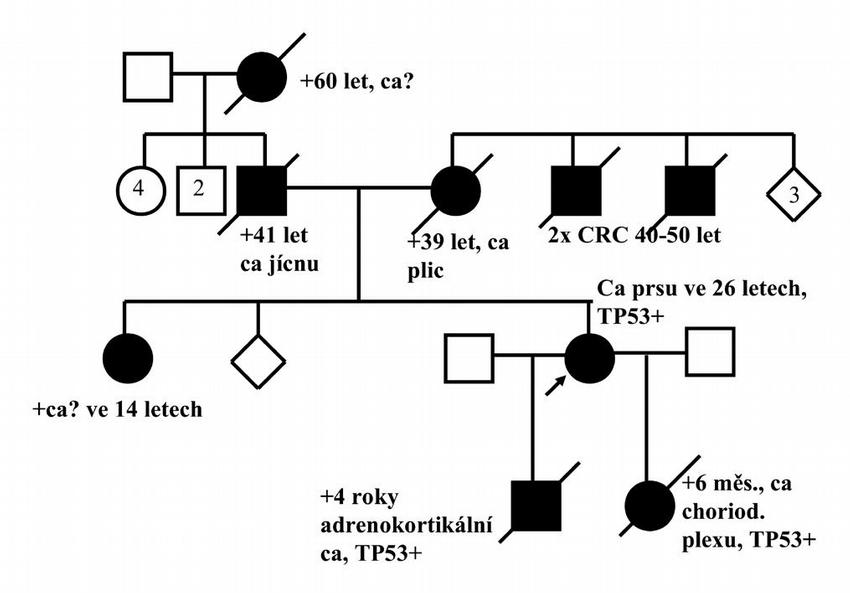 +60 let, ca?
4
2
3
+41 let
ca jícnu
+39 let, ca
plic
2x CRC 40-50 let
Ca prsu ve 26 letech,
TP53+
+ca? ve 14 letech
+4 roky
adrenokortikální
ca, TP53+
+6 měs., ca
choriod.
plexu, TP53+